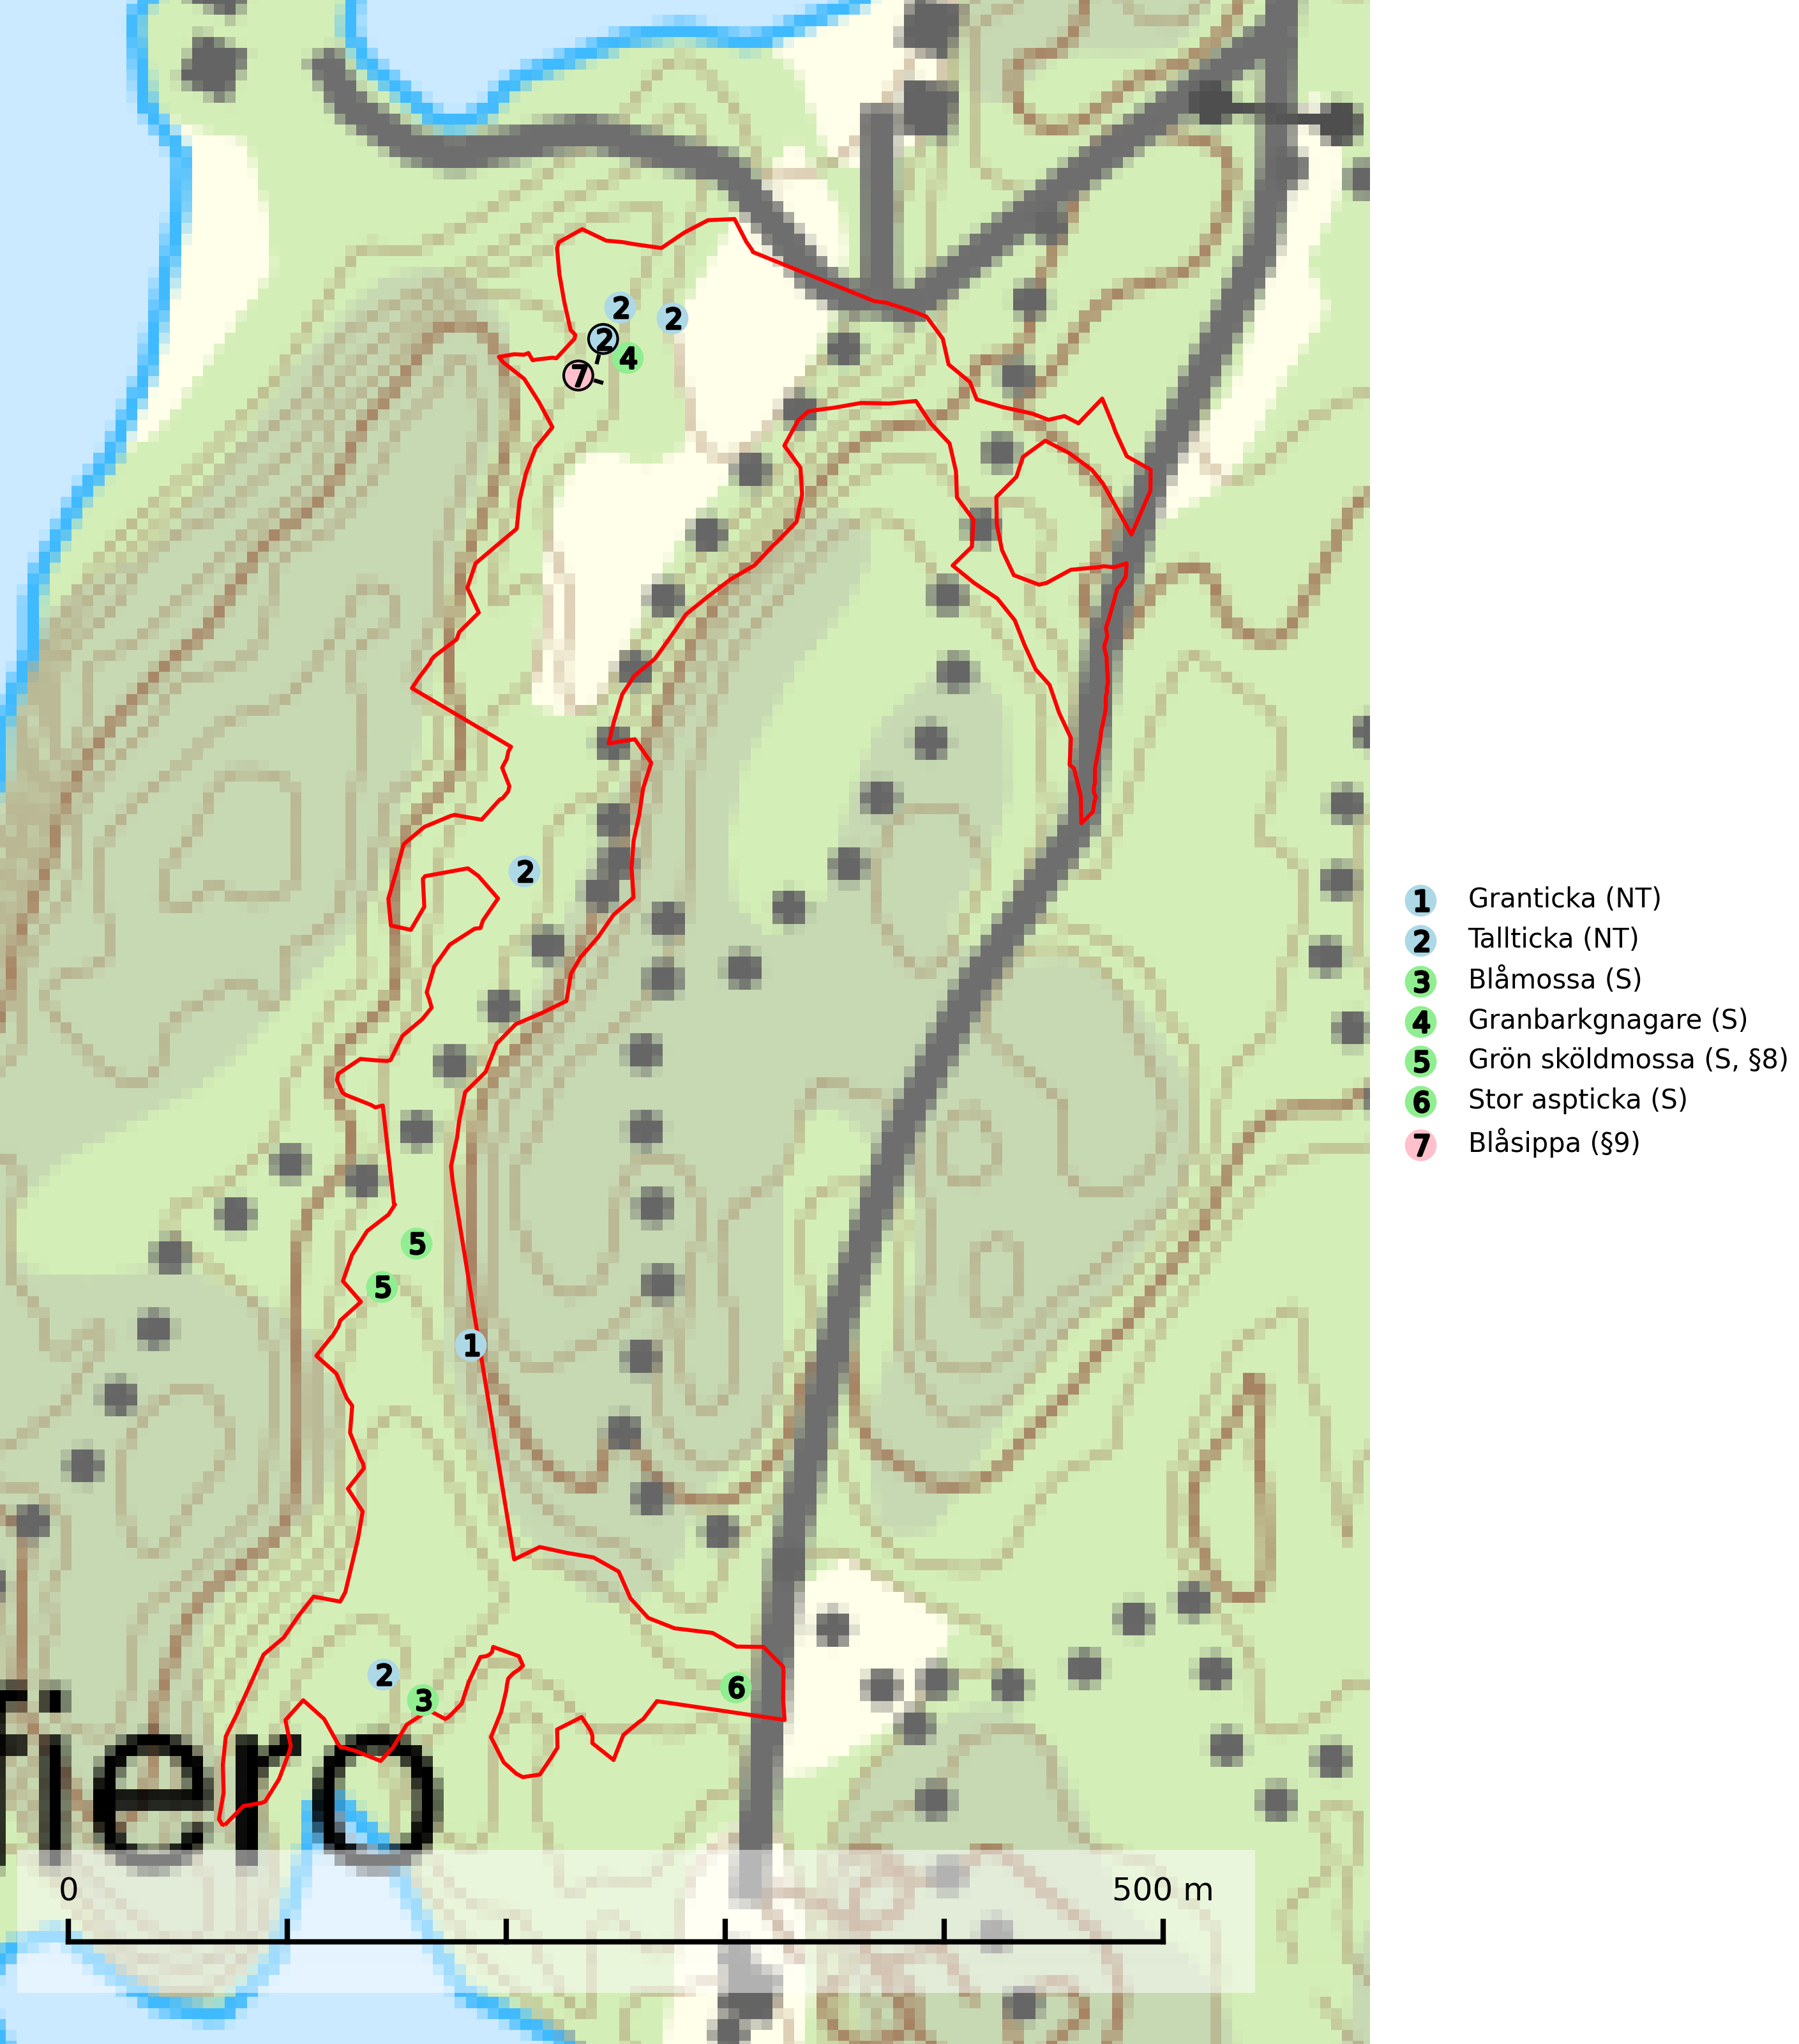 2
2
2
4
7
2
5
5
1
2
3
6
fiero
0
500 m
1 Granticka (NT)
2 Tallticka (NT)
3 Blåmossa (S)
4 Granbarkgnagare (S)
5 Grön sköldmossa (S, §8)
6 Stor aspticka (S)
7 Blåsippa (§9)